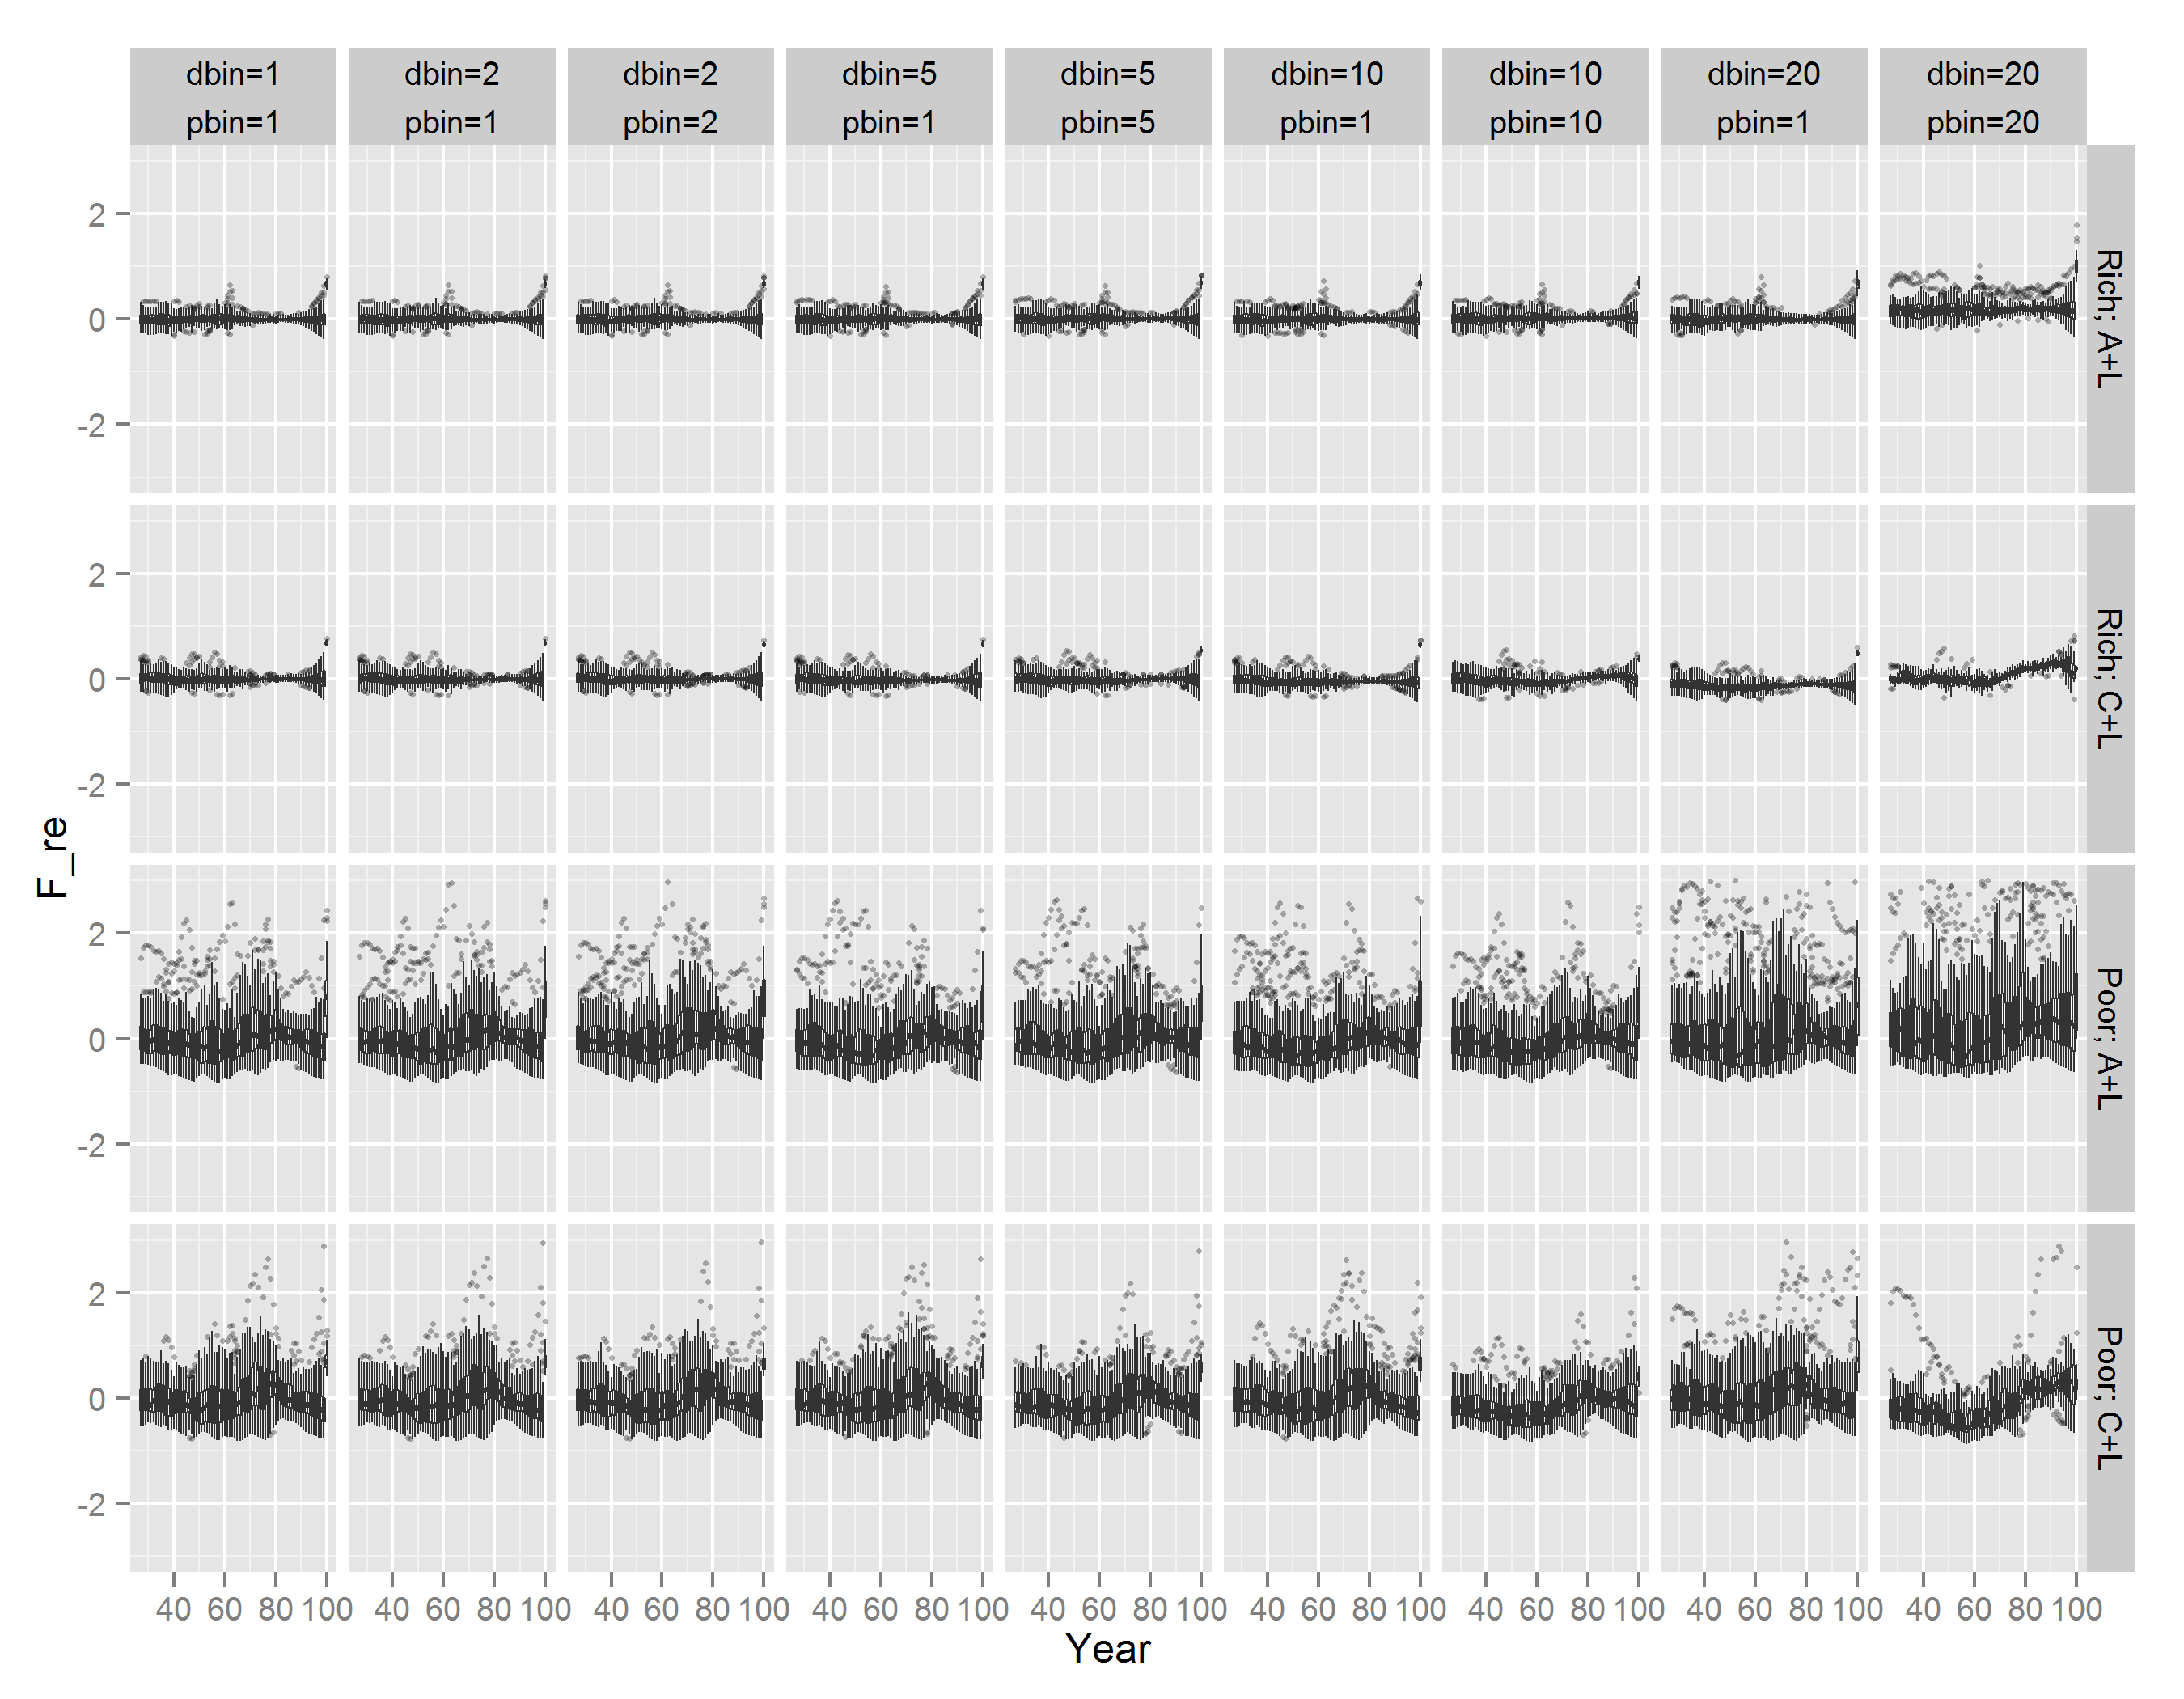 dbin=1 dbin=2 dbin=2 dbin=5 dbin=5 dbin=10 dbin=10 dbin=20 dbin=20
pbin=1 pbin=1 pbin=2 pbin=1 pbin=5 pbin=1 pbin=10 pbin=1 pbin=20
2
0
-2
Rich; A+L
2
0
-2
Rich; C+L
F_re
2
0
-2
Poor; A+L
2
0
-2
Poor; C+L
40 60 80 100 40 60 80 100 40 60 80 100 40 60 80 100 40 60 80 100 40 60 80 100 40 60 80 100 40 60 80 100 40 60 80 100
Year